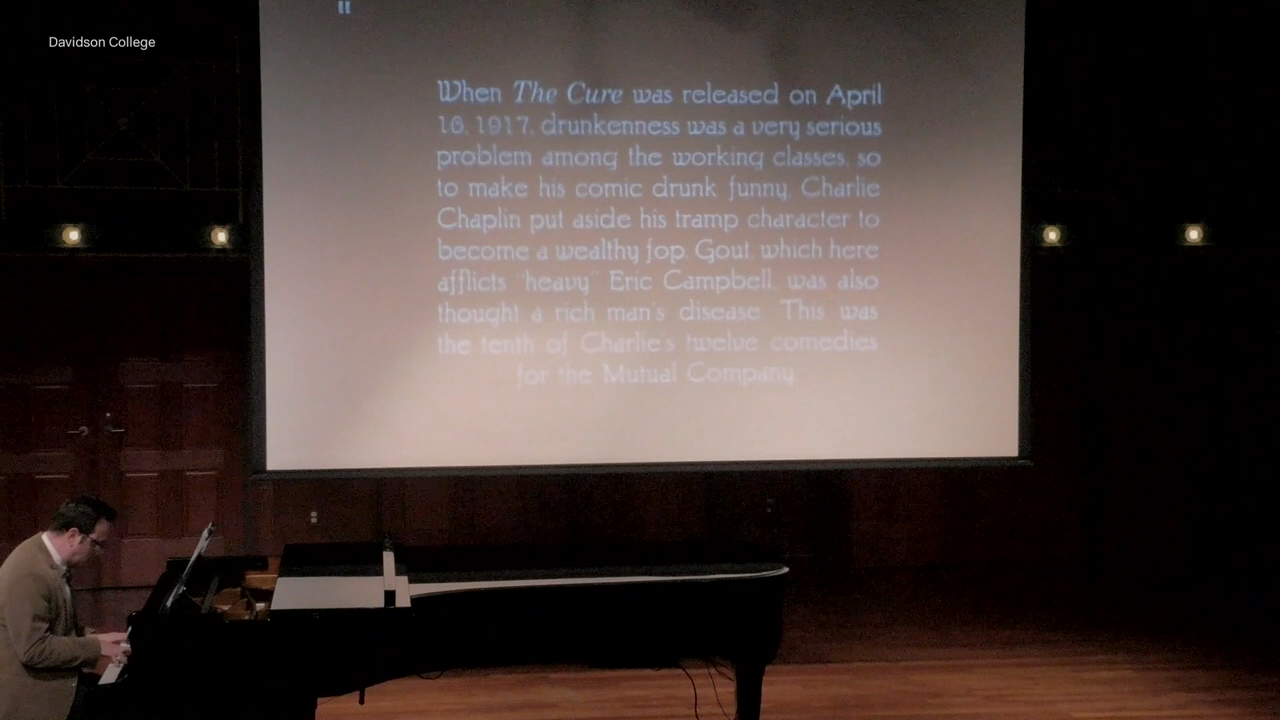 Davidson College
When The Cure was released on April
16, 1917, drunkenness was a very serious
problem among the working classes, so
to make his comic drunk funny, Charlie
Chaplin put aside his tramp character to
become a wealthy fop. Gout, which here
afflicts "heavy" Eric Campbell, was also
thought a rich man's disease. This was
the tenth of Charlie's twelve comedies
for the Mutual Company.